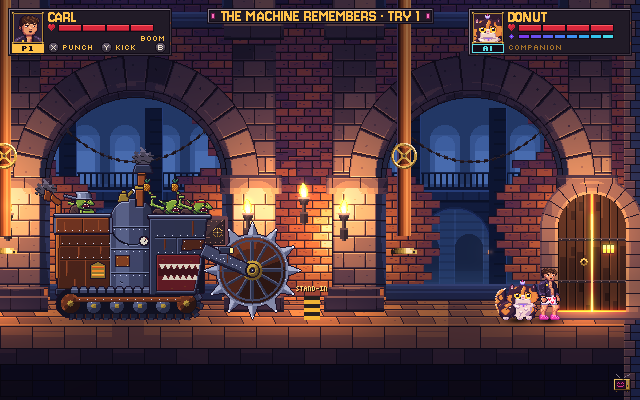 CARL
THE MACHINE REMEMBERS · TRY 1
DONUT
BOOM
P1
X PUNCH Y KICK B
AI
COMPANION
STAND-IN